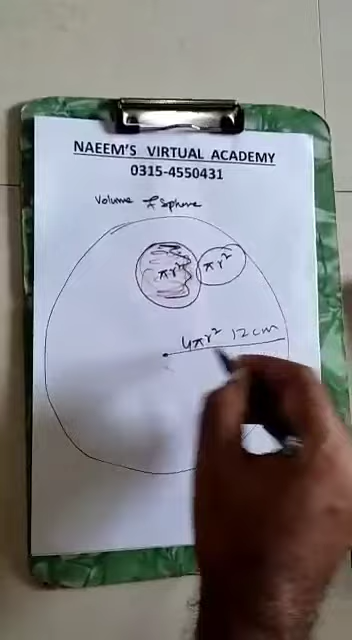 NAEEM'S VIRTUAL ACADEMY
0315-4550431
Volume of Sphere
πr² πr²
4πr² 12cm